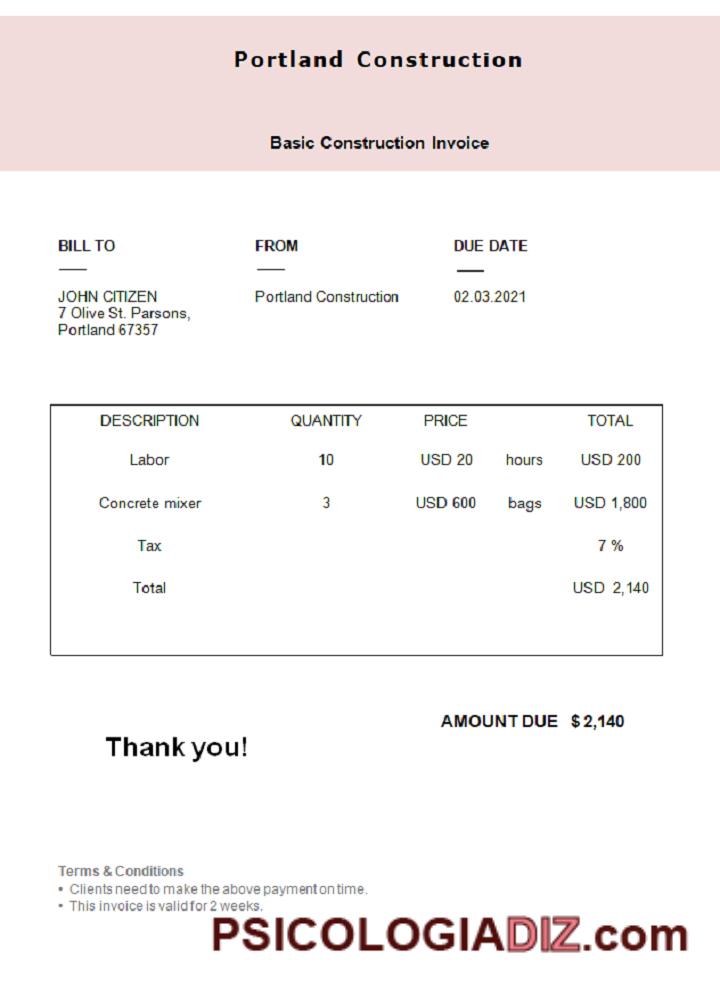 Portland Construction
Basic Construction Invoice
BILL TO FROM DUE DATE
JOHN CITIZEN Portland Construction 02.03.2021
7 Olive St. Parsons,
Portland 67357
DESCRIPTION QUANTITY PRICE TOTAL
Labor 10 USD 20 hours USD 200
Concrete mixer 3 USD 600 bags USD 1,800
Tax 7 %
Total USD 2,140
AMOUNT DUE $ 2,140
Thank you!
Terms & Conditions
• Clients need to make the above payment on time.
• This invoice is valid for 2 weeks.
PSICOLOGIADIZ.com